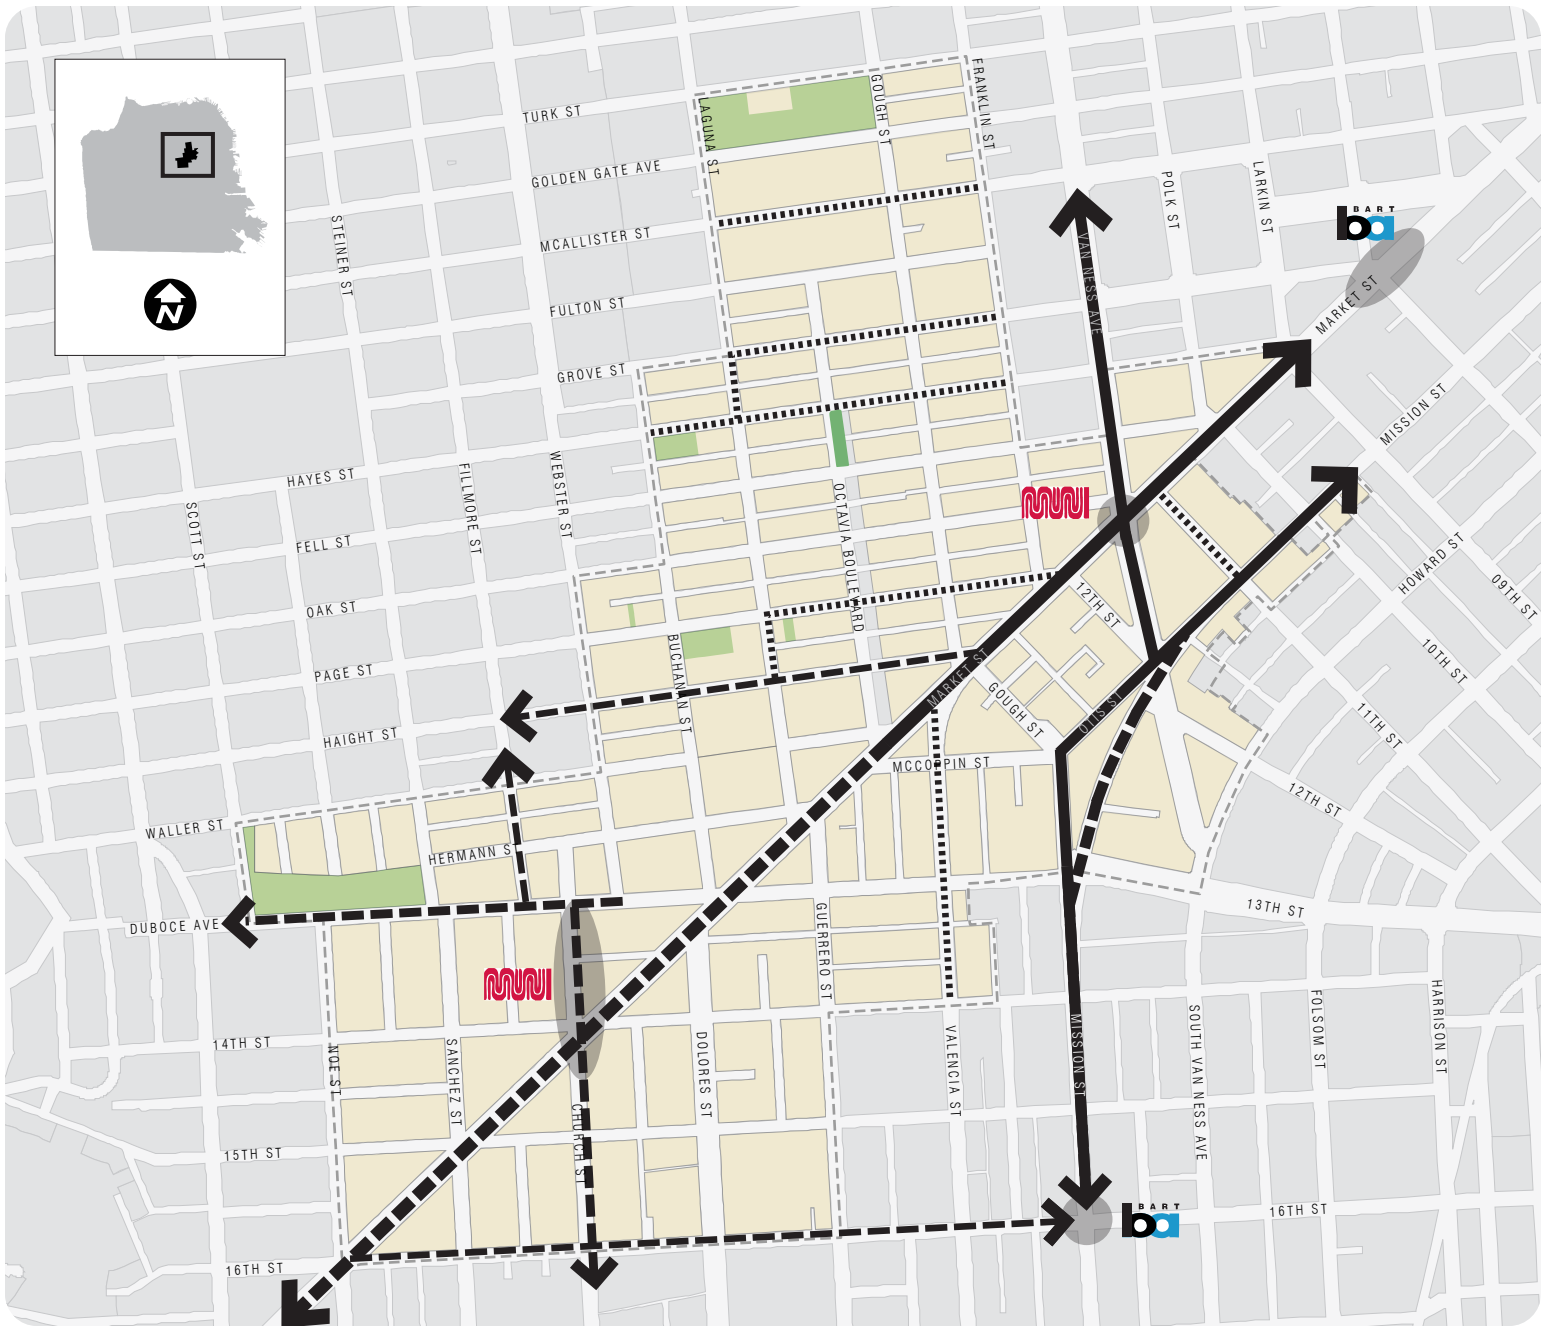 TURK ST
GOLDEN GATE AVE
MCALLISTER ST
FULTON ST
GROVE ST
HAYES ST
FELL ST
OAK ST
PAGE ST
HAIGHT ST
WALLER ST
HERMANN ST
DUBOCE AVE
14TH ST
15TH ST
16TH ST
STEINER ST
SCOTT ST
FILLMORE ST
WEBSTER ST
LAGUNA ST
GOUGH ST
FRANKLIN ST
VAN NESS AVE
POLK ST
LARKIN ST
BART
ba
MARKET ST
MISSION ST
HOWARD ST
09TH ST
10TH ST
11TH ST
12TH ST
12TH ST
MUNI
OCTAVIA BOULEVARD
BUCHANAN ST
MARKET ST
GOUGH ST
OTIS ST
MCCOPPIN ST
13TH ST
GUERRERO ST
MUNI
NOE ST
SANCHEZ ST
CHURCH ST
DOLORES ST
VALENCIA ST
MISSION ST
SOUTH VAN NESS AVE
FOLSOM ST
HARRISON ST
BART
ba
16TH ST
N